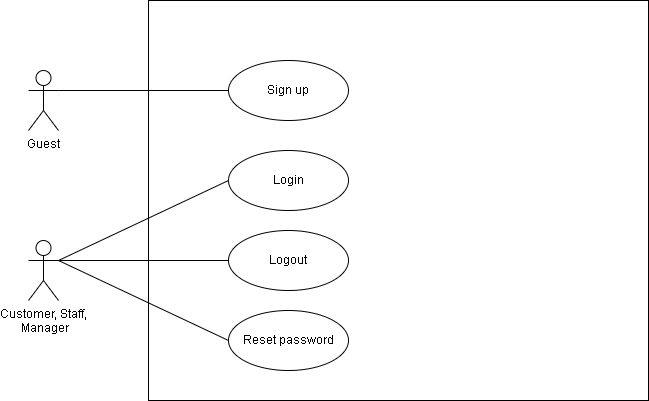 Sign up
Guest
Login
Logout
Customer, Staff,
Manager
Reset password